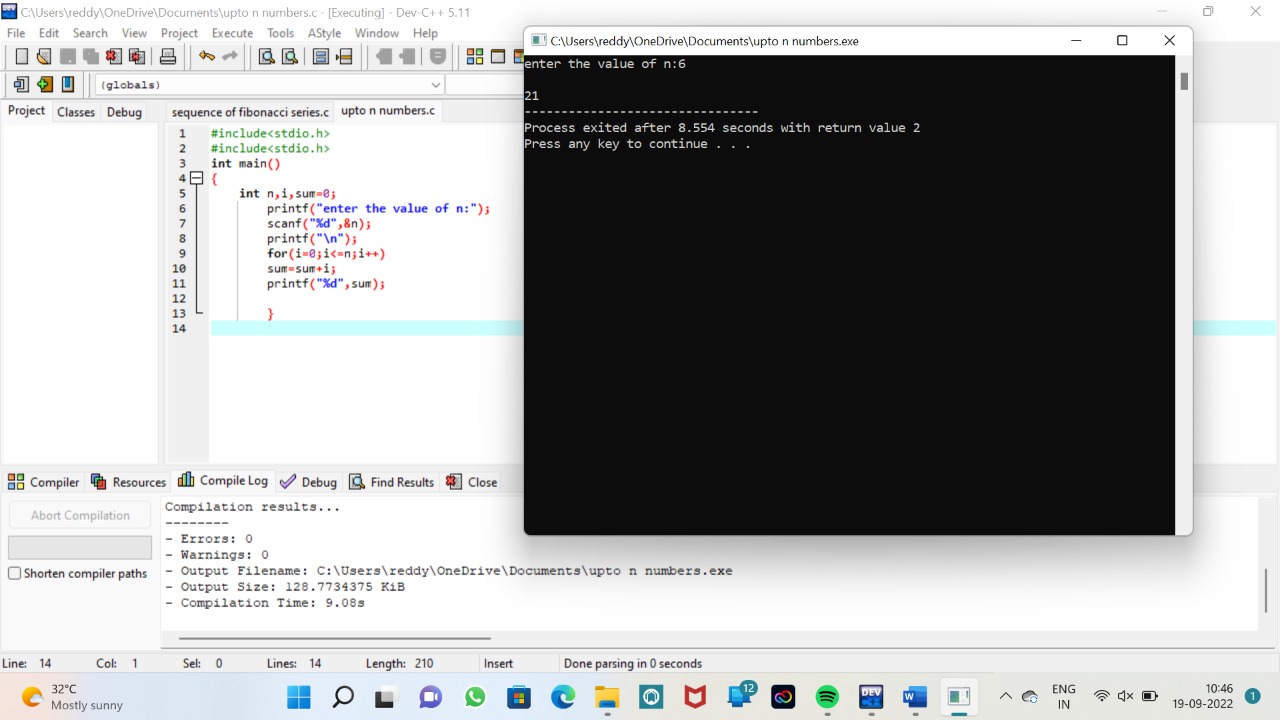 C:\Users\reddy\OneDrive\Documents\upto n numbers.c - [Executing] - Dev-C++ 5.11
File Edit Search View Project Execute Tools AStyle Window Help
(globals)
Project Classes Debug
sequence of fibonacci series.c upto n numbers.c
1 #include<stdio.h>
2 #include<stdio.h>
3 int main()
4 {
5 int n,i,sum=0;
6 printf("enter the value of n:");
7 scanf("%d",&n);
8 printf("\n");
9 for(i=0;i<=n;i++)
10 sum=sum+i;
11 printf("%d",sum);
12
13 }
14
C:\Users\reddy\OneDrive\Documents\upto n numbers.exe
enter the value of n:6
21
--------------------------------
Process exited after 8.554 seconds with return value 2
Press any key to continue . . .
Compiler Resources Compile Log Debug Find Results Close
Abort Compilation
Shorten compiler paths
Compilation results...
--------
- Errors: 0
- Warnings: 0
- Output Filename: C:\Users\reddy\OneDrive\Documents\upto n numbers.exe
- Output Size: 128.7734375 KiB
- Compilation Time: 9.08s
Line: 14 Col: 1 Sel: 0 Lines: 14 Length: 210 Insert Done parsing in 0 seconds
32°C
Mostly sunny
12
DEV
W
ENG
IN
10:46
19-09-2022
1